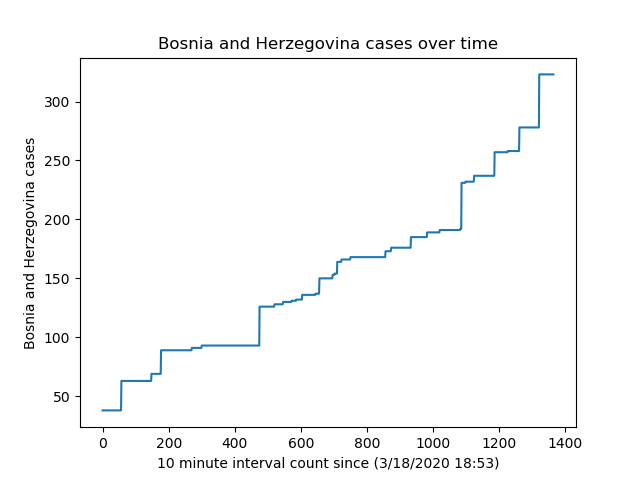 Bosnia and Herzegovina cases over time
Bosnia and Herzegovina cases
300
250
200
150
100
50
0 200 400 600 800 1000 1200 1400
10 minute interval count since (3/18/2020 18:53)